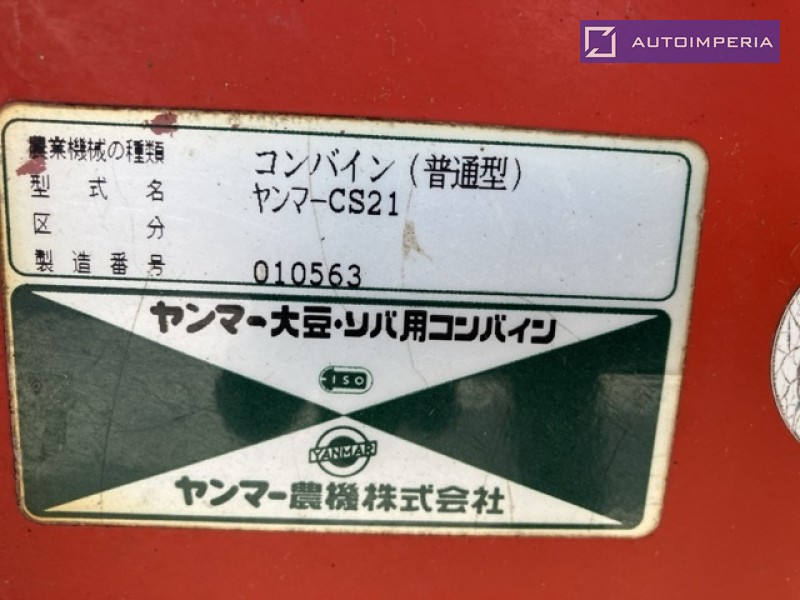 AUTOIMPERIA
農業機械の種類 コンバイン(普通型)
型式名 ヤンマーCS21
区分
製造番号 010563
ヤンマー大豆・ソバ用コンバイン
ISO
YANMAR
ヤンマー農機株式会社